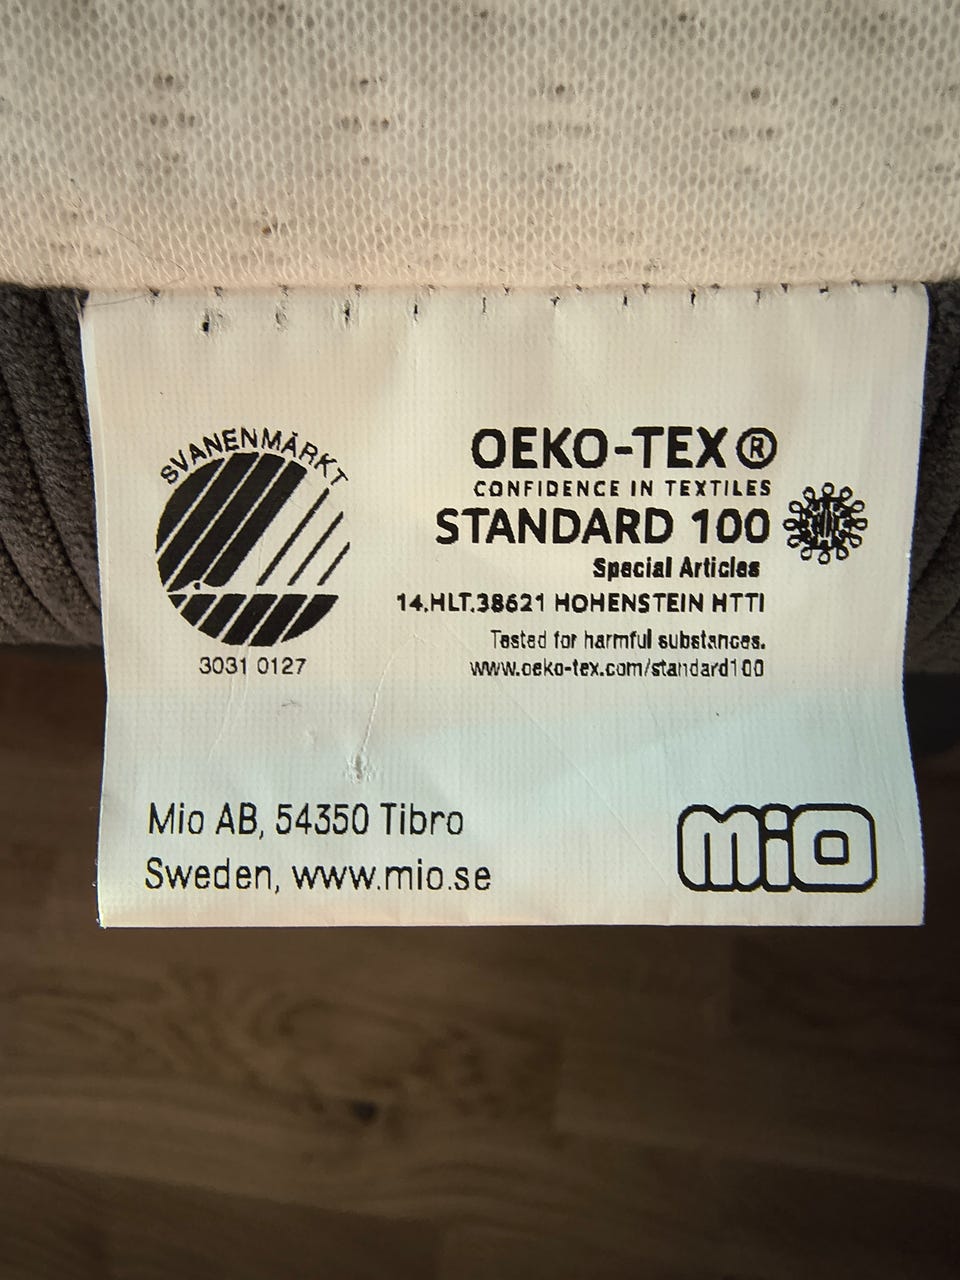 SVANENMÄRKT
3031 0127
OEKO-TEX®
CONFIDENCE IN TEXTILES
STANDARD 100
Special Articles
14.HLT.38621 HOHENSTEIN HTTI
Tested for harmful substances.
www.oeko-tex.com/standard100
Mio AB, 54350 Tibro
Sweden, www.mio.se
mio